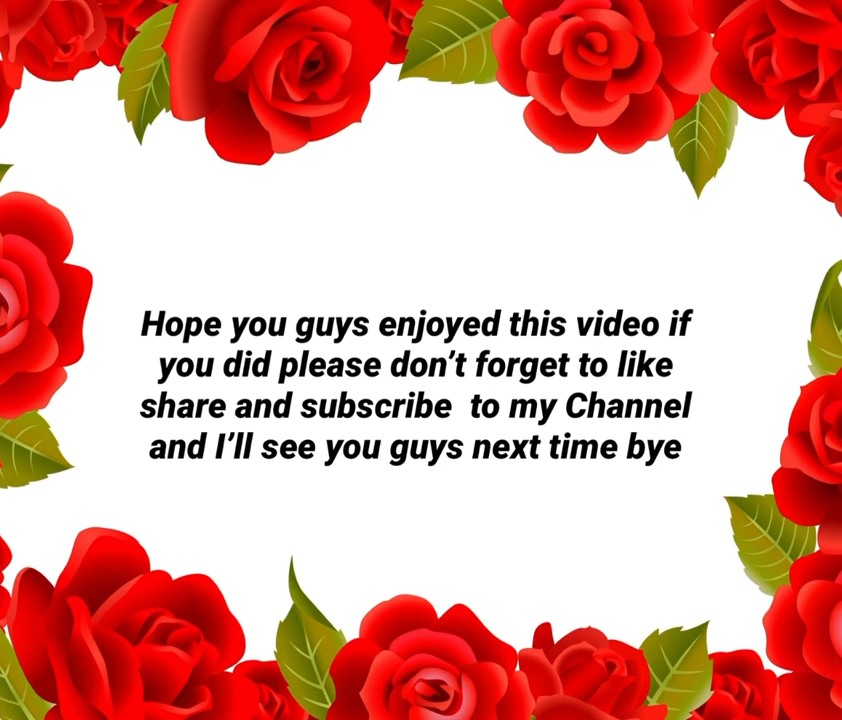 Hope you guys enjoyed this video if
you did please don’t forget to like
share and subscribe  to my Channel
and I’ll see you guys next time bye